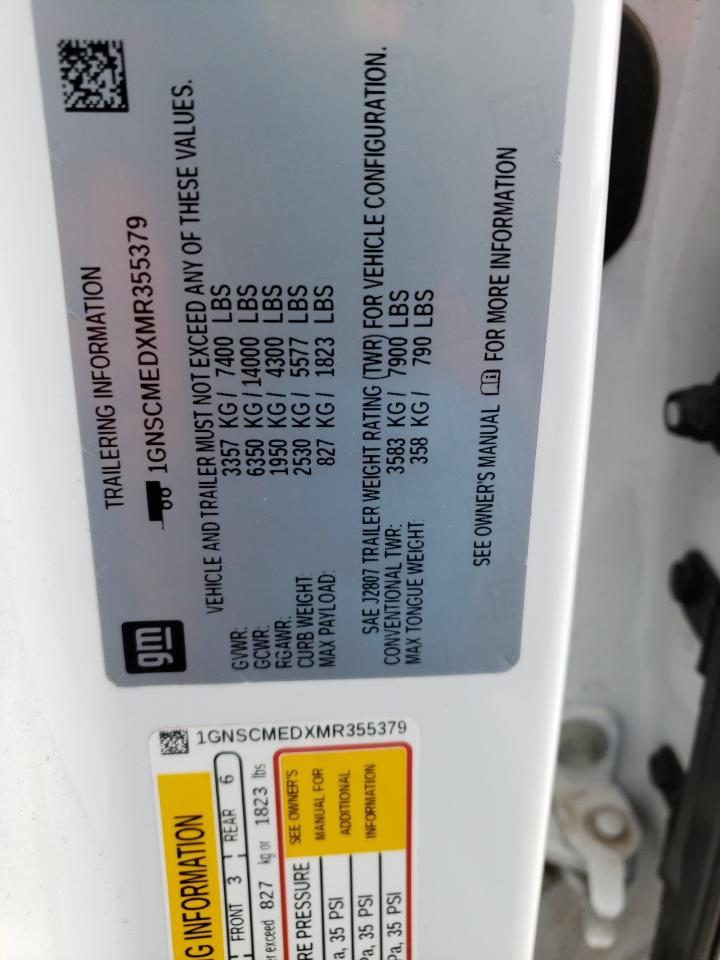 TRAILERING INFORMATION
1GNSCMEDXMR355379
gm
VEHICLE AND TRAILER MUST NOT EXCEED ANY OF THESE VALUES.
GVWR: 3357 KG / 7400 LBS
GCWR: 6350 KG / 14000 LBS
RGAWR: 1950 KG / 4300 LBS
CURB WEIGHT: 2530 KG / 5577 LBS
MAX PAYLOAD: 827 KG / 1823 LBS
SAE J2807 TRAILER WEIGHT RATING (TWR) FOR VEHICLE CONFIGURATION.
CONVENTIONAL TWR: 3583 KG / 7900 LBS
MAX TONGUE WEIGHT: 358 KG / 790 LBS
SEE OWNER'S MANUAL FOR MORE INFORMATION
1GNSCMEDXMR355379
G INFORMATION
FRONT 3 REAR 6
exceed 827 kg or 1823 lbs
RE PRESSURE
SEE OWNER'S
MANUAL FOR
ADDITIONAL
INFORMATION
a, 35 PSI
Pa, 35 PSI
Pa, 35 PSI